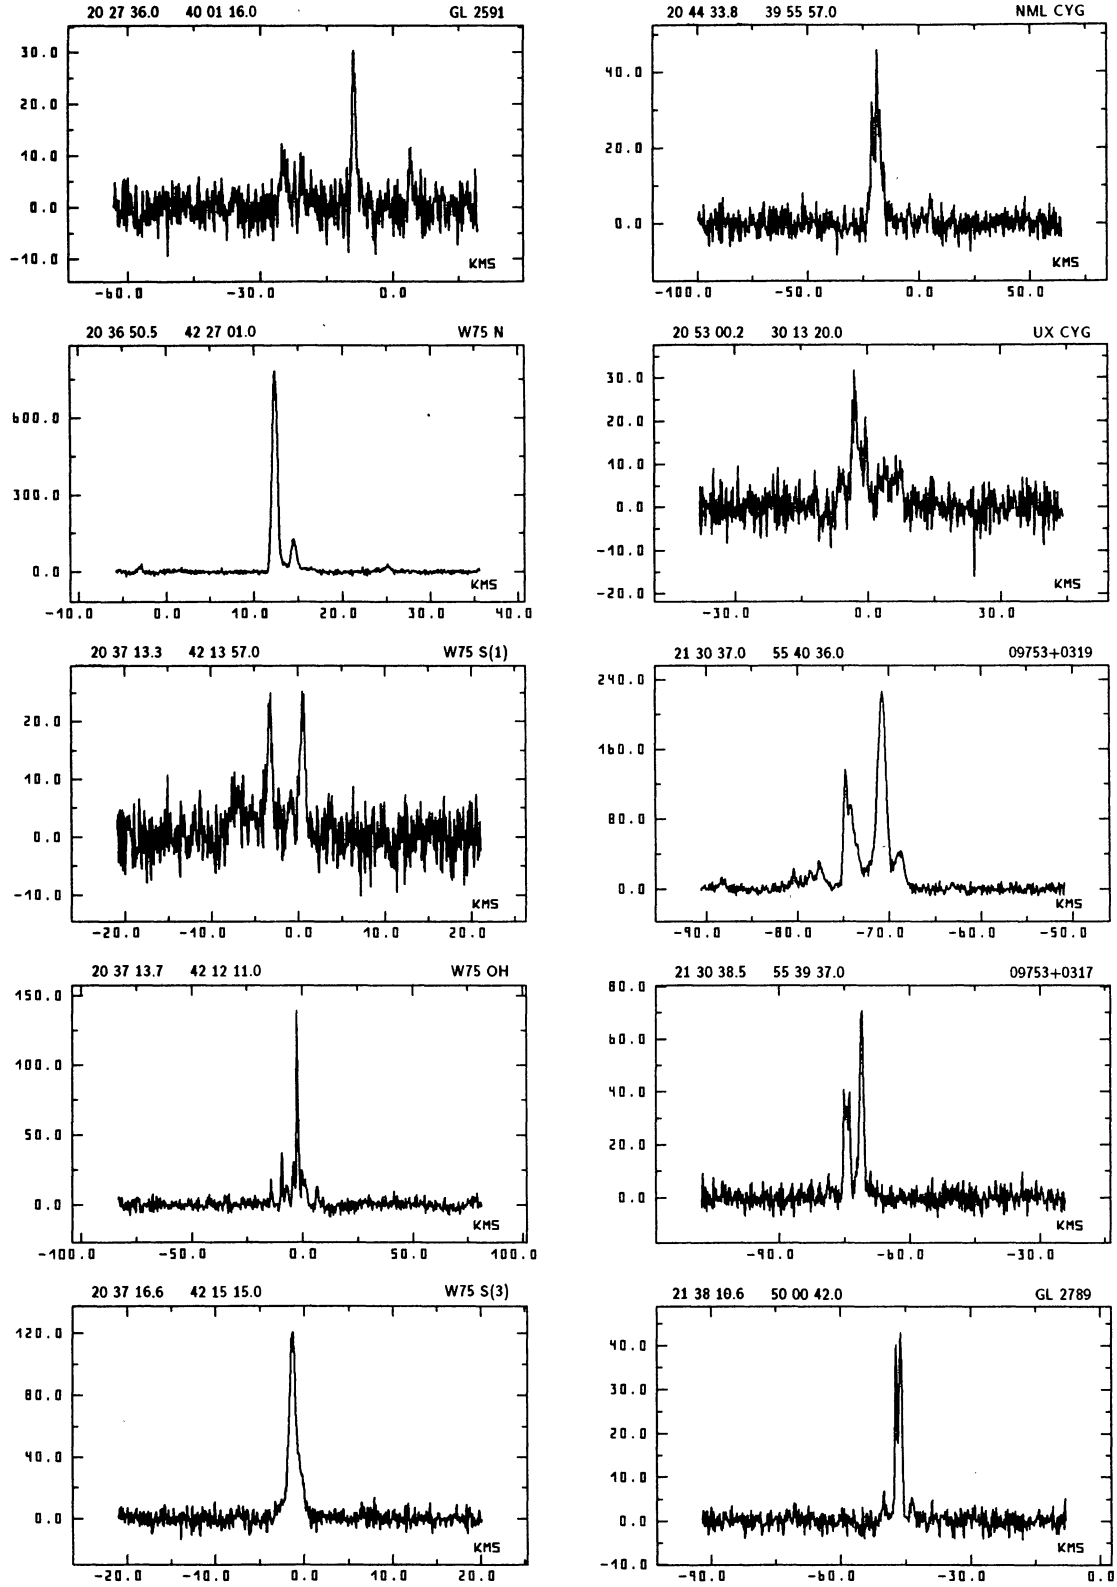 20 27 36.0 40 01 16.0 GL 2591
30.0
20.0
10.0
0.0
-10.0
KMS
-60.0 -30.0 0.0
20 44 33.8 39 55 57.0 NML CYG
40.0
20.0
0.0
KMS
-100.0 -50.0 0.0 50.0
20 36 50.5 42 27 01.0 W75 N
600.0
300.0
0.0
KMS
-10.0 0.0 10.0 20.0 30.0 40.0
20 53 00.2 30 13 20.0 UX CYG
30.0
20.0
10.0
0.0
-10.0
-20.0
KMS
-30.0 0.0 30.0
20 37 13.3 42 13 57.0 W75 S(1)
20.0
10.0
0.0
-10.0
KMS
-20.0 -10.0 0.0 10.0 20.0
21 30 37.0 55 40 36.0 09753+0319
240.0
160.0
80.0
0.0
KMS
-90.0 -80.0 -70.0 -60.0 -50.0
20 37 13.7 42 12 11.0 W75 OH
150.0
100.0
50.0
0.0
KMS
-100.0 -50.0 0.0 50.0 100.0
21 30 38.5 55 39 37.0 09753+0317
80.0
60.0
40.0
20.0
0.0
KMS
-90.0 -60.0 -30.0
20 37 16.6 42 15 15.0 W75 S(3)
120.0
80.0
40.0
0.0
KMS
-20.0 -10.0 0.0 10.0 20.0
21 38 10.6 50 00 42.0 GL 2789
40.0
30.0
20.0
10.0
0.0
-10.0
KMS
-90.0 -60.0 -30.0 0.0